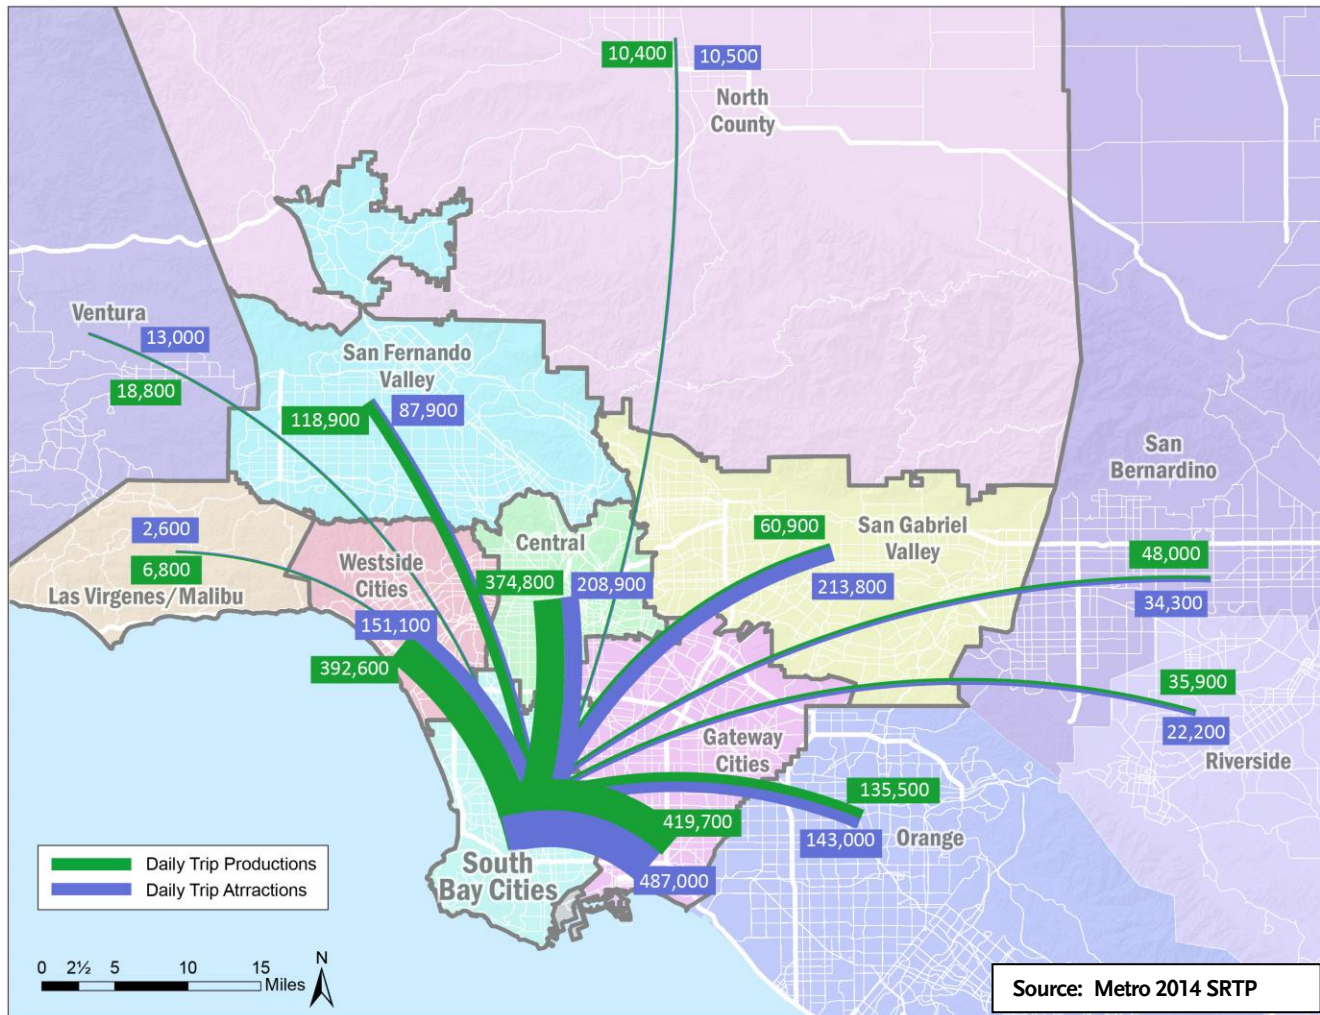 10,400
10,500
North
County
Ventura
13,000
18,800
San Fernando
Valley
118,900
87,900
San
Bernardino
2,600
6,800
Las Virgenes/Malibu
Westside
Cities
Central
374,800
208,900
60,900
San Gabriel
Valley
213,800
48,000
34,300
151,100
392,600
35,900
22,200
Riverside
Gateway
Cities
135,500
419,700
143,000
Orange
487,000
South
Bay Cities
Daily Trip Productions
Daily Trip Atrractions
0 2½ 5 10 15
Miles
N
Source: Metro 2014 SRTP